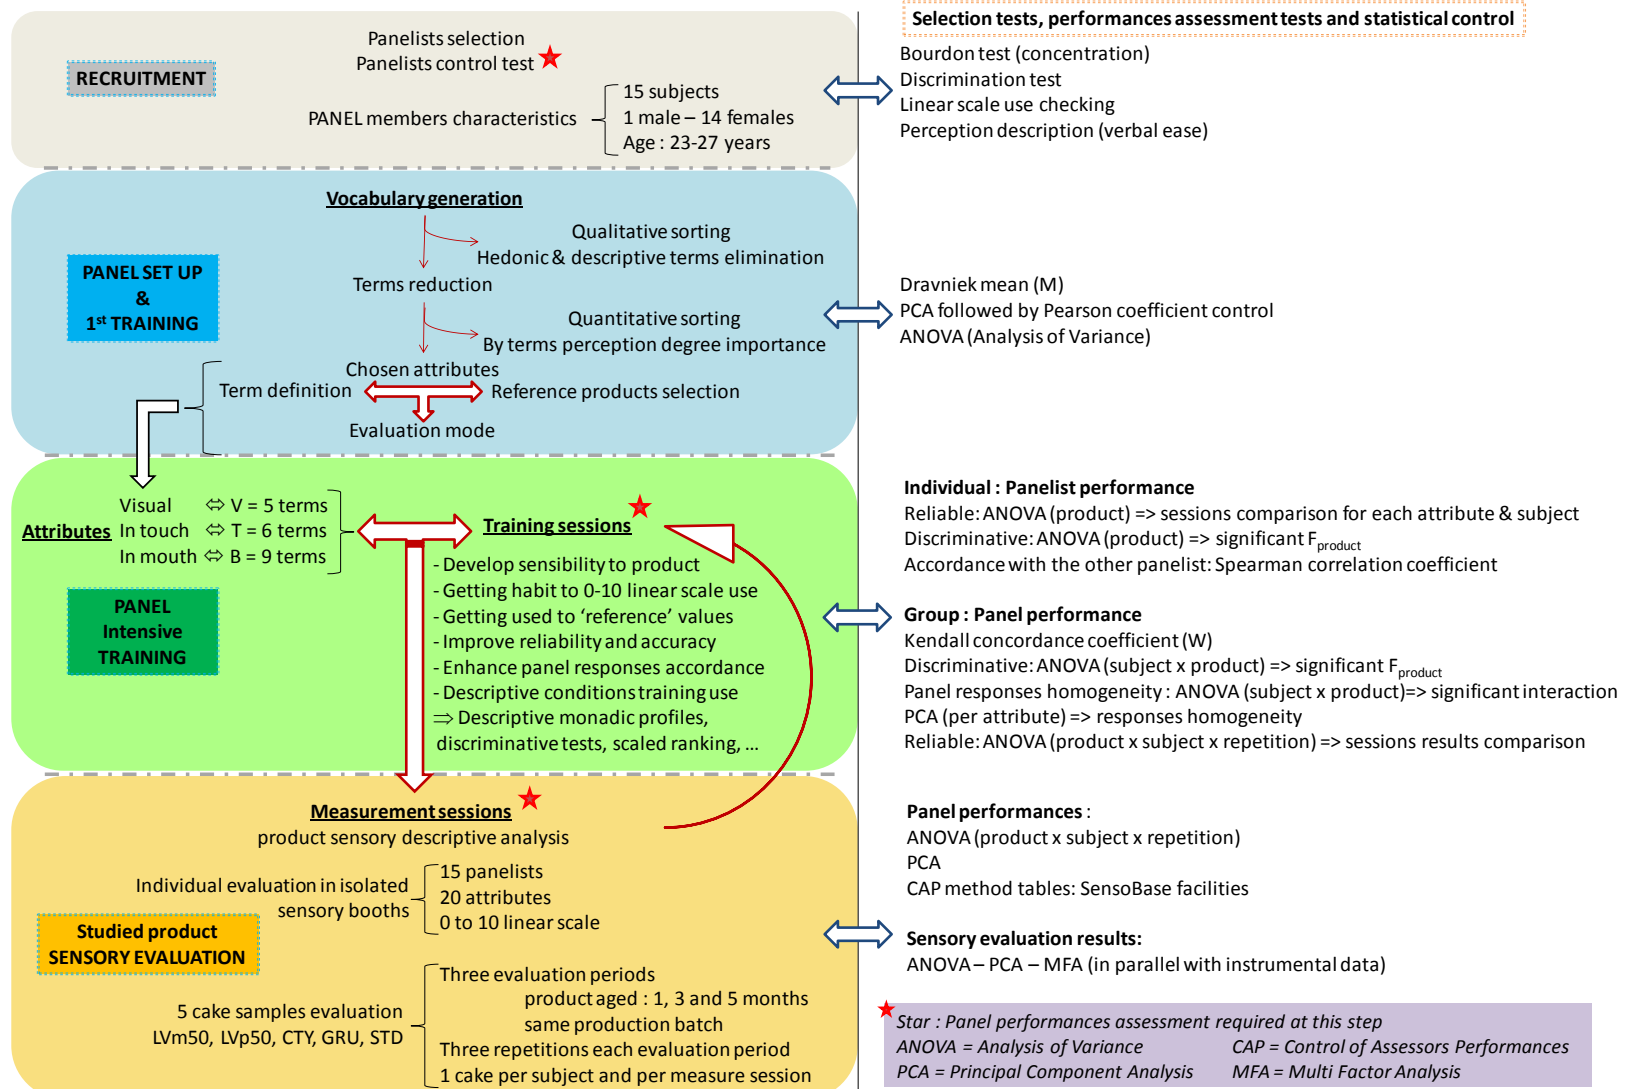 Selection tests, performances assessment tests and statistical control
RECRUITMENT
Panelists selection
Panelists control test
PANEL members characteristics
15 subjects
1 male – 14 females
Age : 23-27 years
Bourdon test (concentration)
Discrimination test
Linear scale use checking
Perception description (verbal ease)
PANEL SET UP
&
1st TRAINING
Vocabulary generation
Qualitative sorting
Hedonic & descriptive terms elimination
Terms reduction
Quantitative sorting
By terms perception degree importance
Chosen attributes
Term definition
Reference products selection
Evaluation mode
Dravniek mean (M)
PCA followed by Pearson coefficient control
ANOVA (Analysis of Variance)
Attributes
Visual ⇔ V = 5 terms
In touch ⇔ T = 6 terms
In mouth ⇔ B = 9 terms
PANEL
Intensive
TRAINING
Training sessions
- Develop sensibility to product
- Getting habit to 0-10 linear scale use
- Getting used to ‘reference’ values
- Improve reliability and accuracy
- Enhance panel responses accordance
- Descriptive conditions training use
⇒ Descriptive monadic profiles,
discriminative tests, scaled ranking, ...
Individual : Panelist performance
Reliable: ANOVA (product) => sessions comparison for each attribute & subject
Discriminative: ANOVA (product) => significant Fproduct
Accordance with the other panelist: Spearman correlation coefficient
Group : Panel performance
Kendall concordance coefficient (W)
Discriminative: ANOVA (subject x product) => significant Fproduct
Panel responses homogeneity : ANOVA (subject x product)=> significant interaction
PCA (per attribute) => responses homogeneity
Reliable: ANOVA (product x subject x repetition) => sessions results comparison
Studied product
SENSORY EVALUATION
Measurement sessions
product sensory descriptive analysis
Individual evaluation in isolated
sensory booths
15 panelists
20 attributes
0 to 10 linear scale
5 cake samples evaluation
LVm50, LVp50, CTY, GRU, STD
Three evaluation periods
product aged : 1, 3 and 5 months
same production batch
Three repetitions each evaluation period
1 cake per subject and per measure session
Panel performances :
ANOVA (product x subject x repetition)
PCA
CAP method tables: SensoBase facilities
Sensory evaluation results:
ANOVA – PCA – MFA (in parallel with instrumental data)
Star : Panel performances assessment required at this step
ANOVA = Analysis of Variance CAP = Control of Assessors Performances
PCA = Principal Component Analysis MFA = Multi Factor Analysis